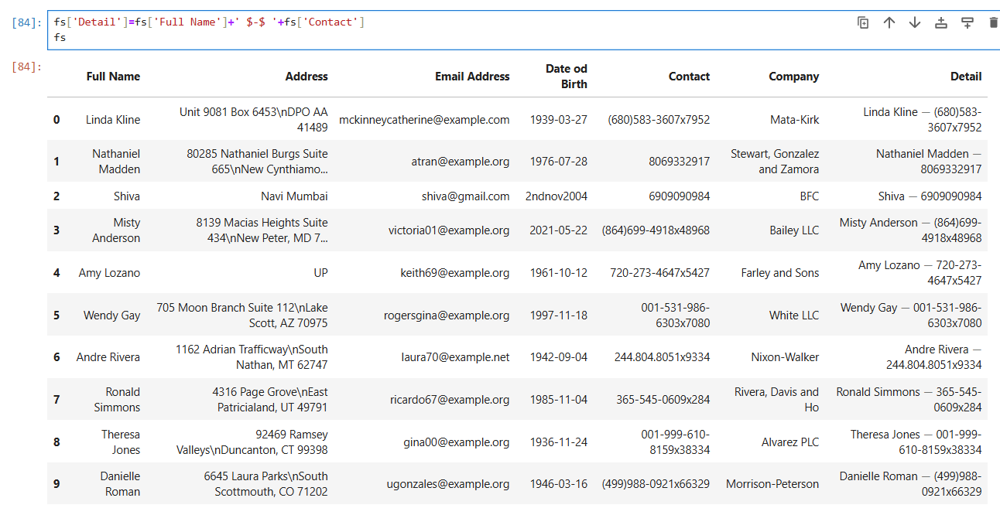 [84]: fs['Detail']=fs['Full Name']+' $-$ '+fs['Contact']
fs
[84]:
Full Name Address Email Address Date od Birth Contact Company Detail
0 Linda Kline Unit 9081 Box 6453\nDPO AA 41489 mckinneycatherine@example.com 1939-03-27 (680)583-3607x7952 Mata-Kirk Linda Kline — (680)583-3607x7952
1 Nathaniel Madden 80285 Nathaniel Burgs Suite 665\nNew Cynthiamo... atran@example.org 1976-07-28 8069332917 Stewart, Gonzalez and Zamora Nathaniel Madden — 8069332917
2 Shiva Navi Mumbai shiva@gmail.com 2ndnov2004 6909090984 BFC Shiva — 6909090984
3 Misty Anderson 8139 Macias Heights Suite 434\nNew Peter, MD 7... victoria01@example.org 2021-05-22 (864)699-4918x48968 Bailey LLC Misty Anderson — (864)699-4918x48968
4 Amy Lozano UP keith69@example.org 1961-10-12 720-273-4647x5427 Farley and Sons Amy Lozano — 720-273-4647x5427
5 Wendy Gay 705 Moon Branch Suite 112\nLake Scott, AZ 70975 rogersgina@example.org 1997-11-18 001-531-986-6303x7080 White LLC Wendy Gay — 001-531-986-6303x7080
6 Andre Rivera 1162 Adrian Trafficway\nSouth Nathan, MT 62747 laura70@example.net 1942-09-04 244.804.8051x9334 Nixon-Walker Andre Rivera — 244.804.8051x9334
7 Ronald Simmons 4316 Page Grove\nEast Patricialand, UT 49791 ricardo67@example.org 1985-11-04 365-545-0609x284 Rivera, Davis and Ho Ronald Simmons — 365-545-0609x284
8 Theresa Jones 92469 Ramsey Valleys\nDuncanton, CT 99398 gina00@example.org 1936-11-24 001-999-610-8159x38334 Alvarez PLC Theresa Jones — 001-999-610-8159x38334
9 Danielle Roman 6645 Laura Parks\nSouth Scottmouth, CO 71202 ugonzales@example.org 1946-03-16 (499)988-0921x66329 Morrison-Peterson Danielle Roman — (499)988-0921x66329